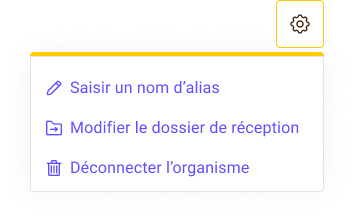 Saisir un nom d’alias
Modifier le dossier de réception
Déconnecter l’organisme